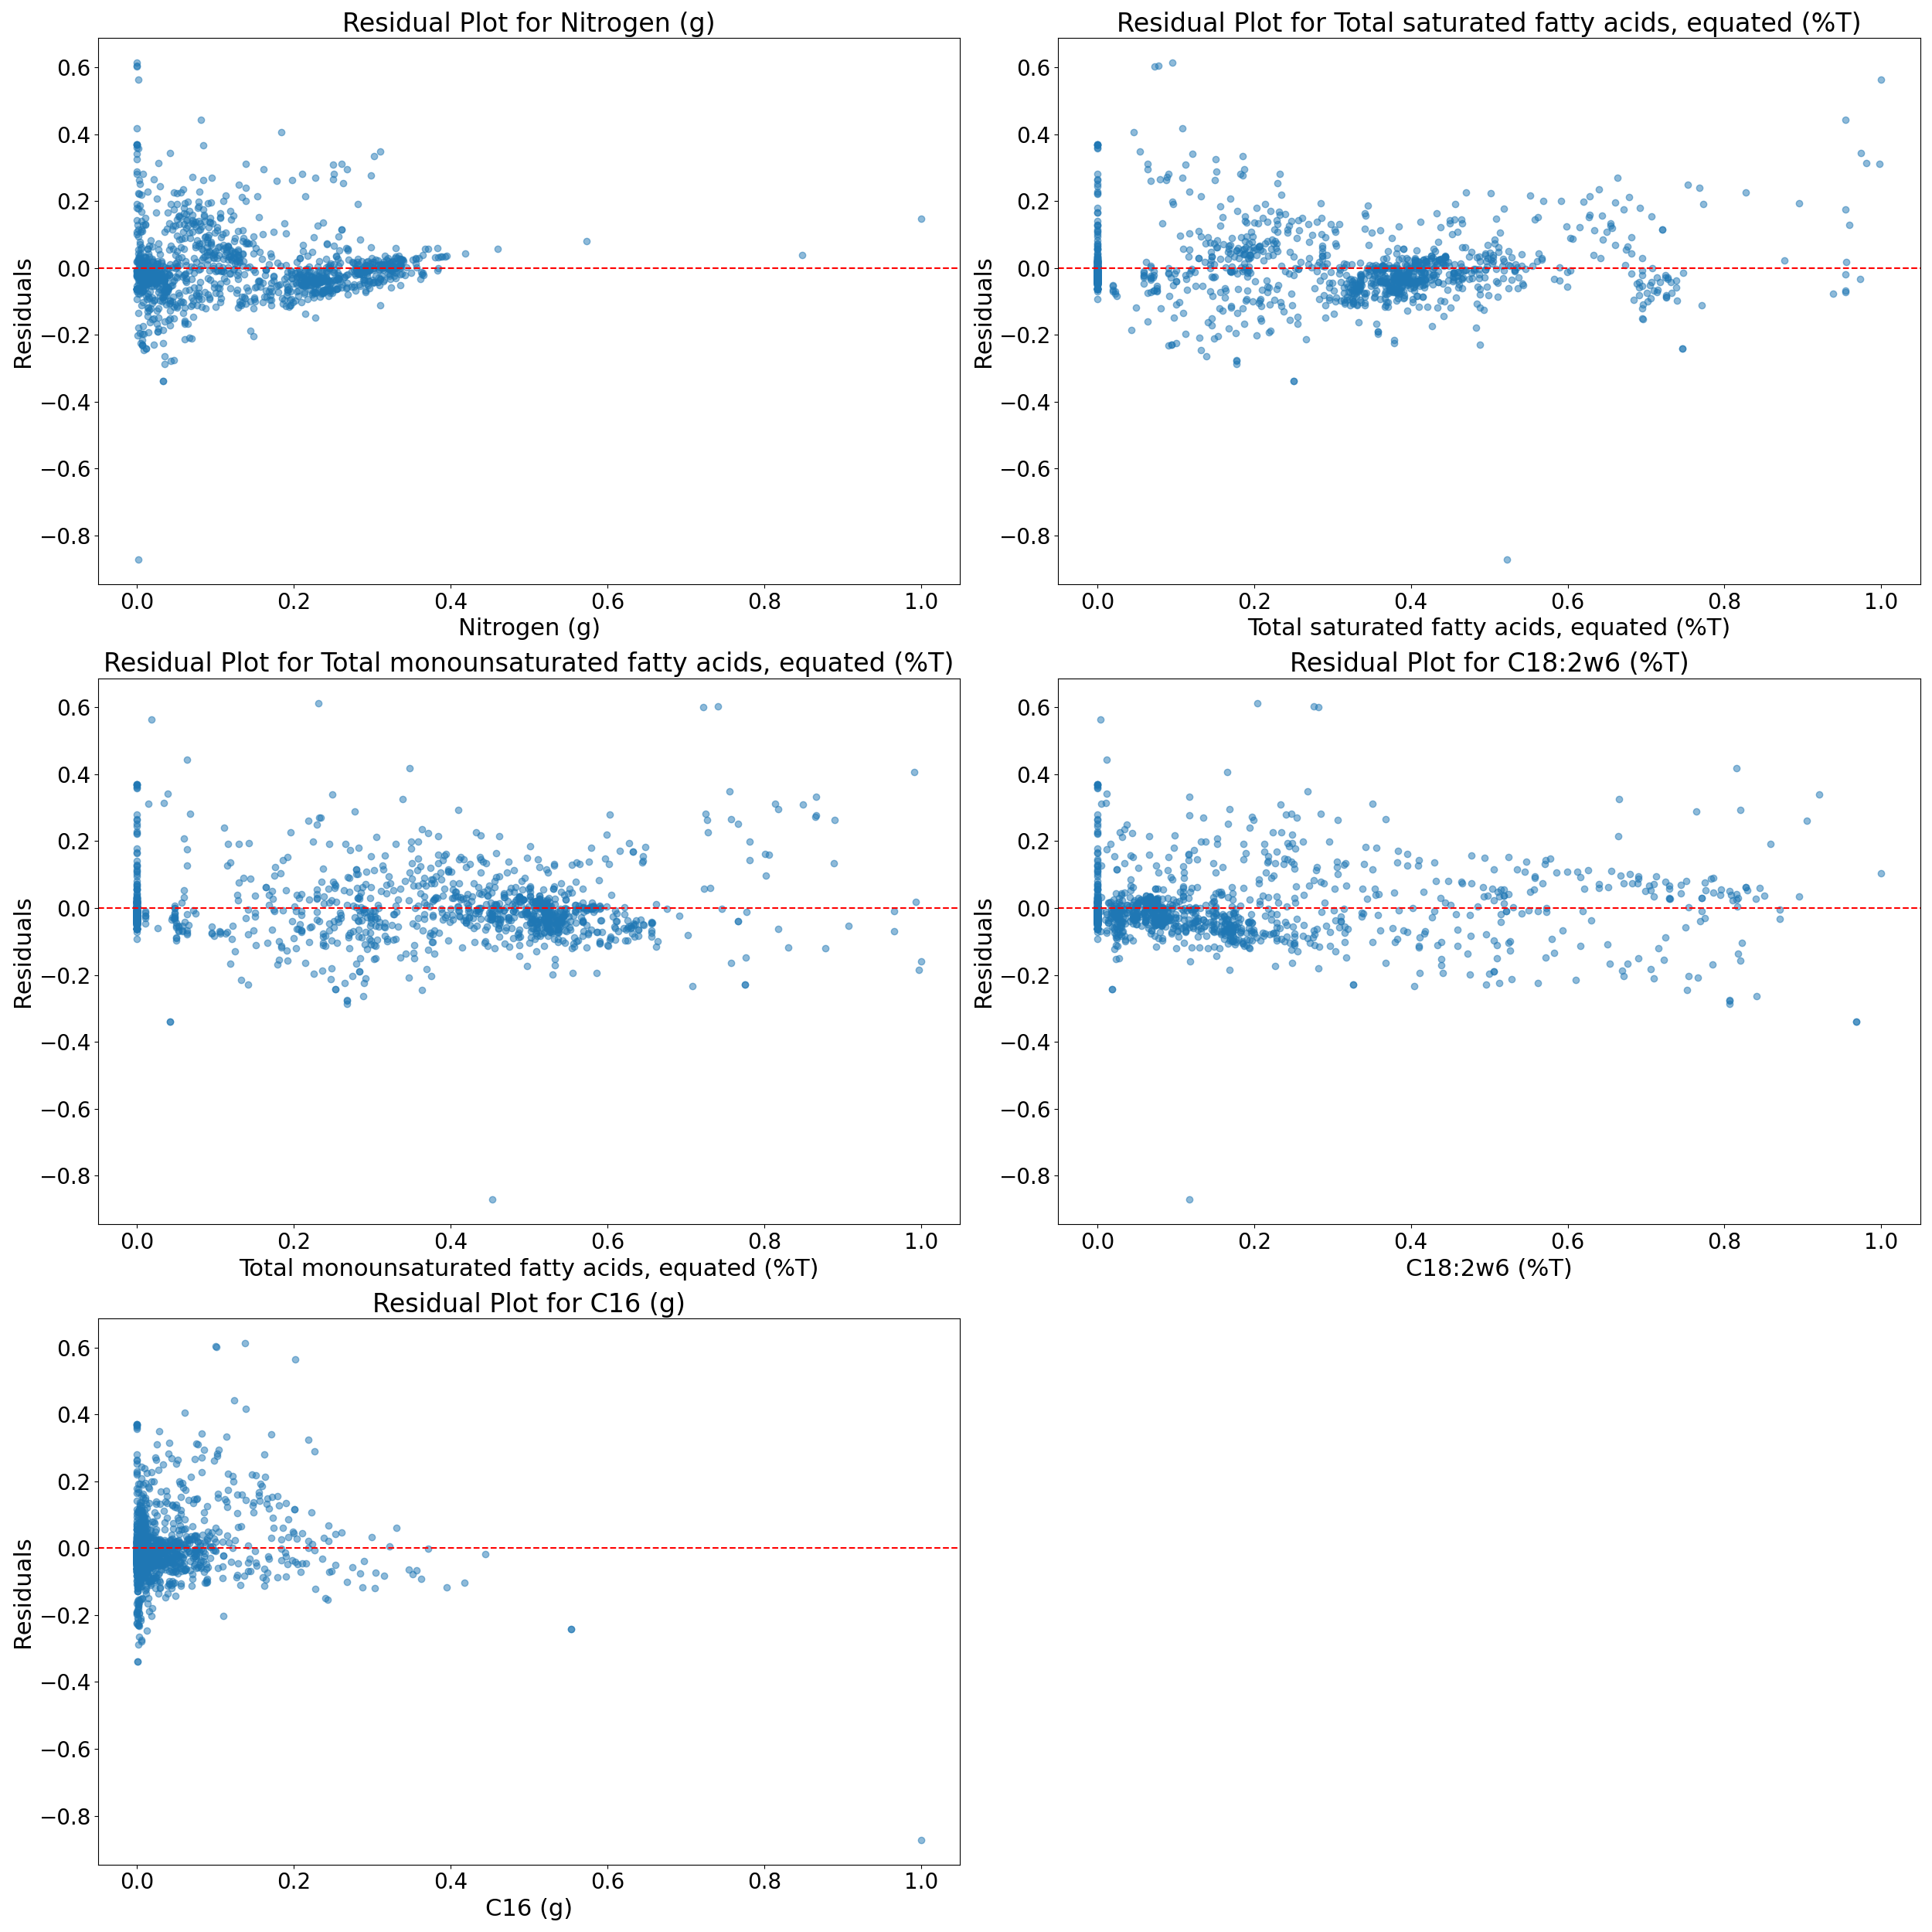 Residual Plot for Nitrogen (g)
0.6
0.4
0.2
0.0
−0.2
−0.4
−0.6
−0.8
Residuals
0.0 0.2 0.4 0.6 0.8 1.0
Nitrogen (g)
Residual Plot for Total saturated fatty acids, equated (%T)
0.6
0.4
0.2
0.0
−0.2
−0.4
−0.6
−0.8
Residuals
0.0 0.2 0.4 0.6 0.8 1.0
Total saturated fatty acids, equated (%T)
Residual Plot for Total monounsaturated fatty acids, equated (%T)
0.6
0.4
0.2
0.0
−0.2
−0.4
−0.6
−0.8
Residuals
0.0 0.2 0.4 0.6 0.8 1.0
Total monounsaturated fatty acids, equated (%T)
Residual Plot for C18:2w6 (%T)
0.6
0.4
0.2
0.0
−0.2
−0.4
−0.6
−0.8
Residuals
0.0 0.2 0.4 0.6 0.8 1.0
C18:2w6 (%T)
Residual Plot for C16 (g)
0.6
0.4
0.2
0.0
−0.2
−0.4
−0.6
−0.8
Residuals
0.0 0.2 0.4 0.6 0.8 1.0
C16 (g)